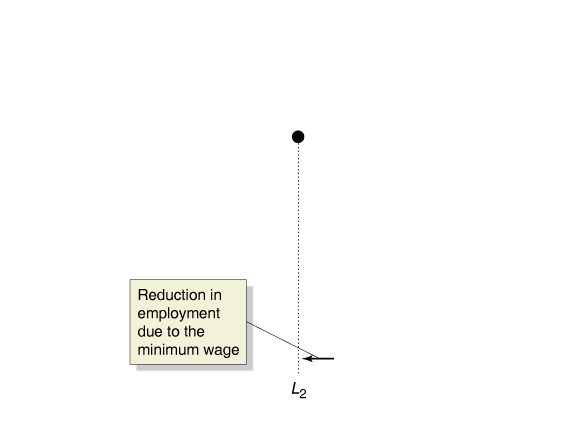 Reduction in
employment
due to the
minimum wage
L2